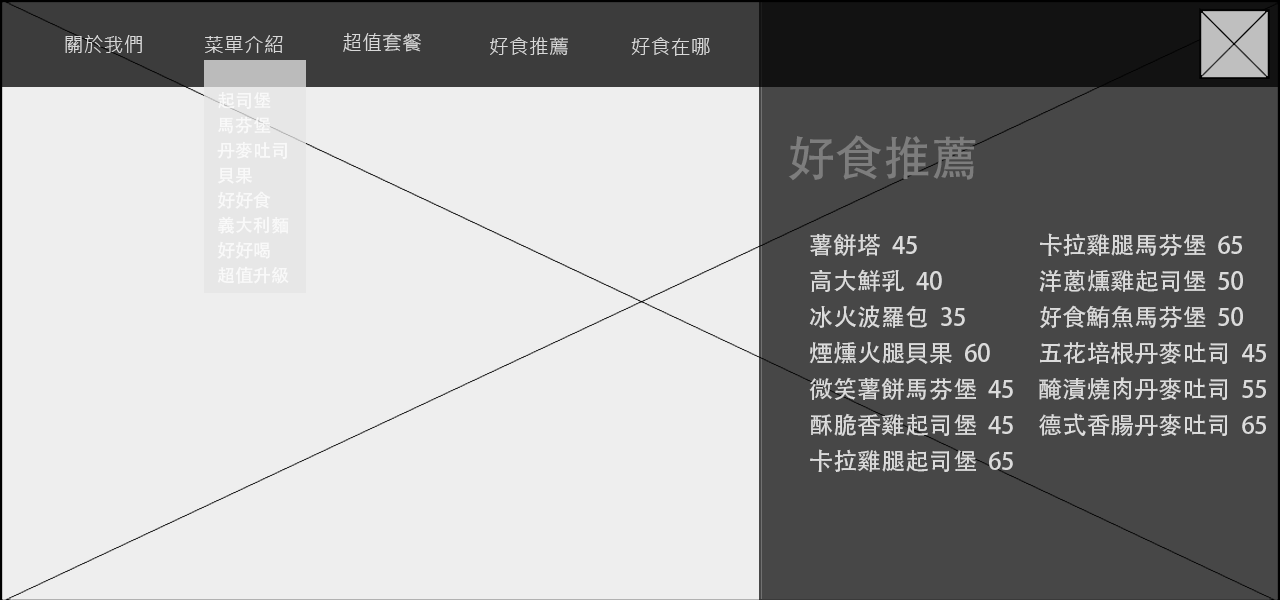 關於我們 菜單介紹 超值套餐 好食推薦 好食在哪
起司堡
馬芬堡
丹麥吐司
貝果
好好食
義大利麵
好好喝
超值升級
好食推薦
薯餅塔 45
高大鮮乳 40
冰火波羅包 35
煙燻火腿貝果 60
微笑薯餅馬芬堡 45
酥脆香雞起司堡 45
卡拉雞腿起司堡 65
卡拉雞腿馬芬堡 65
洋蔥燻雞起司堡 50
好食鮪魚馬芬堡 50
五花培根丹麥吐司 45
醃漬燒肉丹麥吐司 55
德式香腸丹麥吐司 65